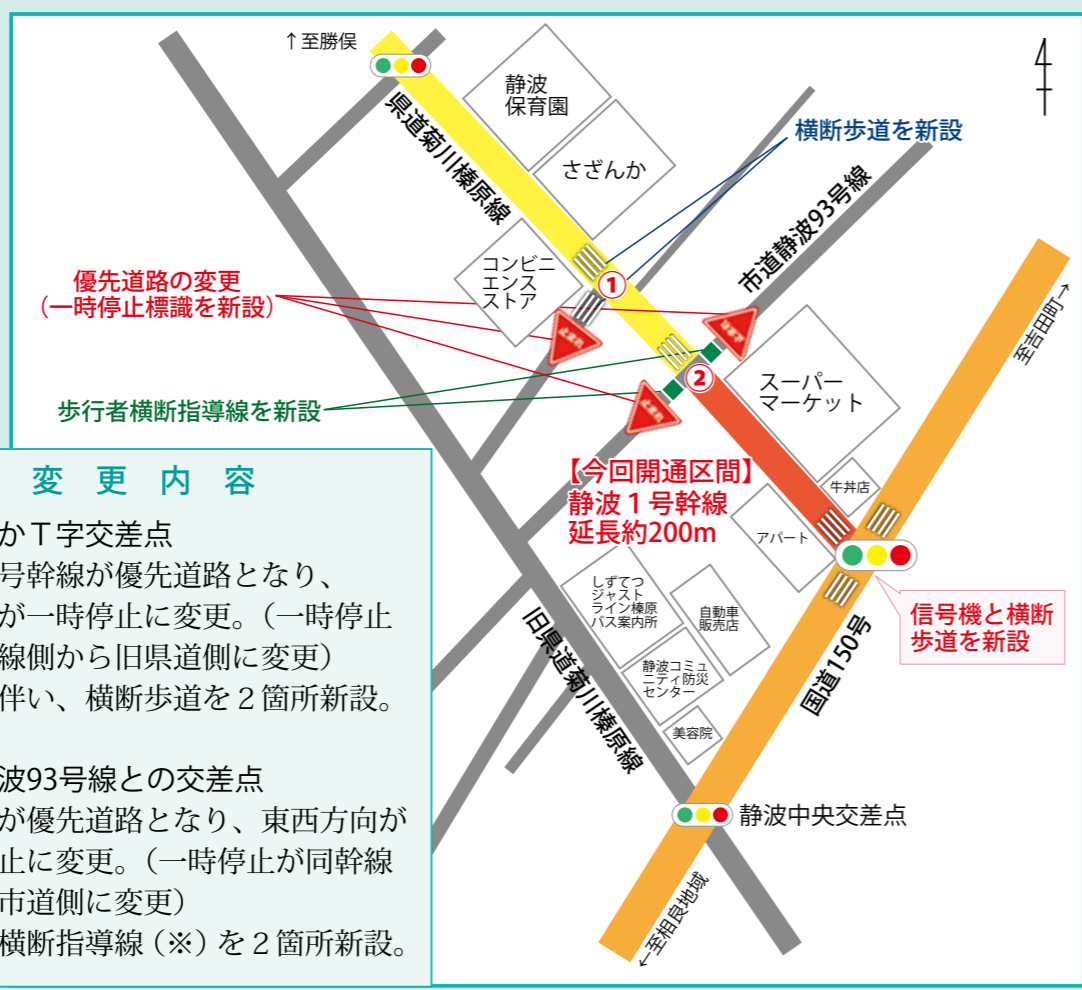 ↑至勝俣
静波
保育園
さざんか
県道菊川榛原線
横断歩道を新設
市道静波93号線
コンビニ
エンス
ストア
優先道路の変更
(一時停止標識を新設)
①
止まれ
止まれ
止まれ
②
至吉田町→
歩行者横断指導線を新設
スーパー
マーケット
【今回開通区間】
静波1号幹線
延長約200m
牛丼店
アパート
しずてつ
ジャスト
ライン榛原
バス案内所
自動車
販売店
静波コミュ
ニティ防災
センター
美容院
旧県道菊川榛原線
国道150号
信号機と横断
歩道を新設
静波中央交差点
←至相良地域
変更内容
かT字交差点
号幹線が優先道路となり、
が一時停止に変更。(一時停止
線側から旧県道側に変更)
伴い、横断歩道を2箇所新設。
波93号線との交差点
が優先道路となり、東西方向が
止に変更。(一時停止が同幹線
市道側に変更)
横断指導線(※)を2箇所新設。